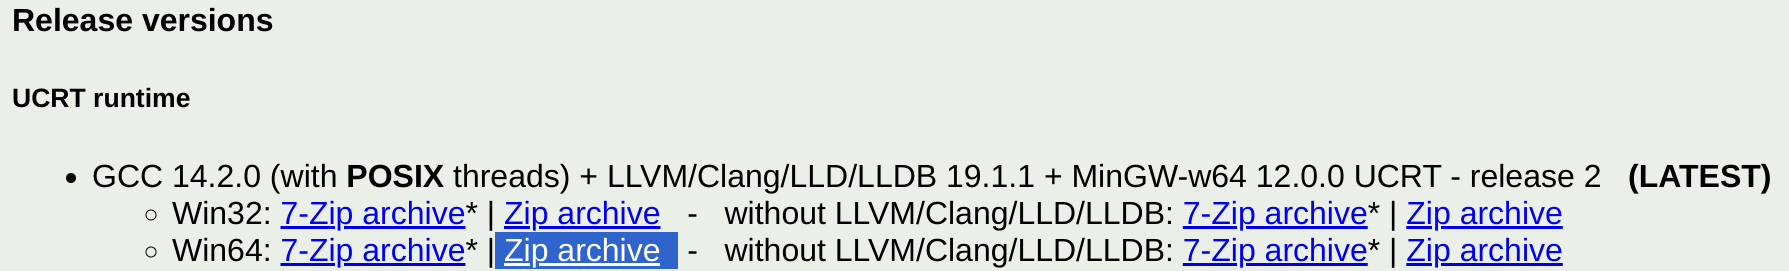 Release versions
UCRT runtime
• GCC 14.2.0 (with POSIX threads) + LLVM/Clang/LLD/LLDB 19.1.1 + MinGW-w64 12.0.0 UCRT - release 2 (LATEST)
○ Win32: 7-Zip archive* | Zip archive - without LLVM/Clang/LLD/LLDB: 7-Zip archive* | Zip archive
○ Win64: 7-Zip archive* | Zip archive - without LLVM/Clang/LLD/LLDB: 7-Zip archive* | Zip archive